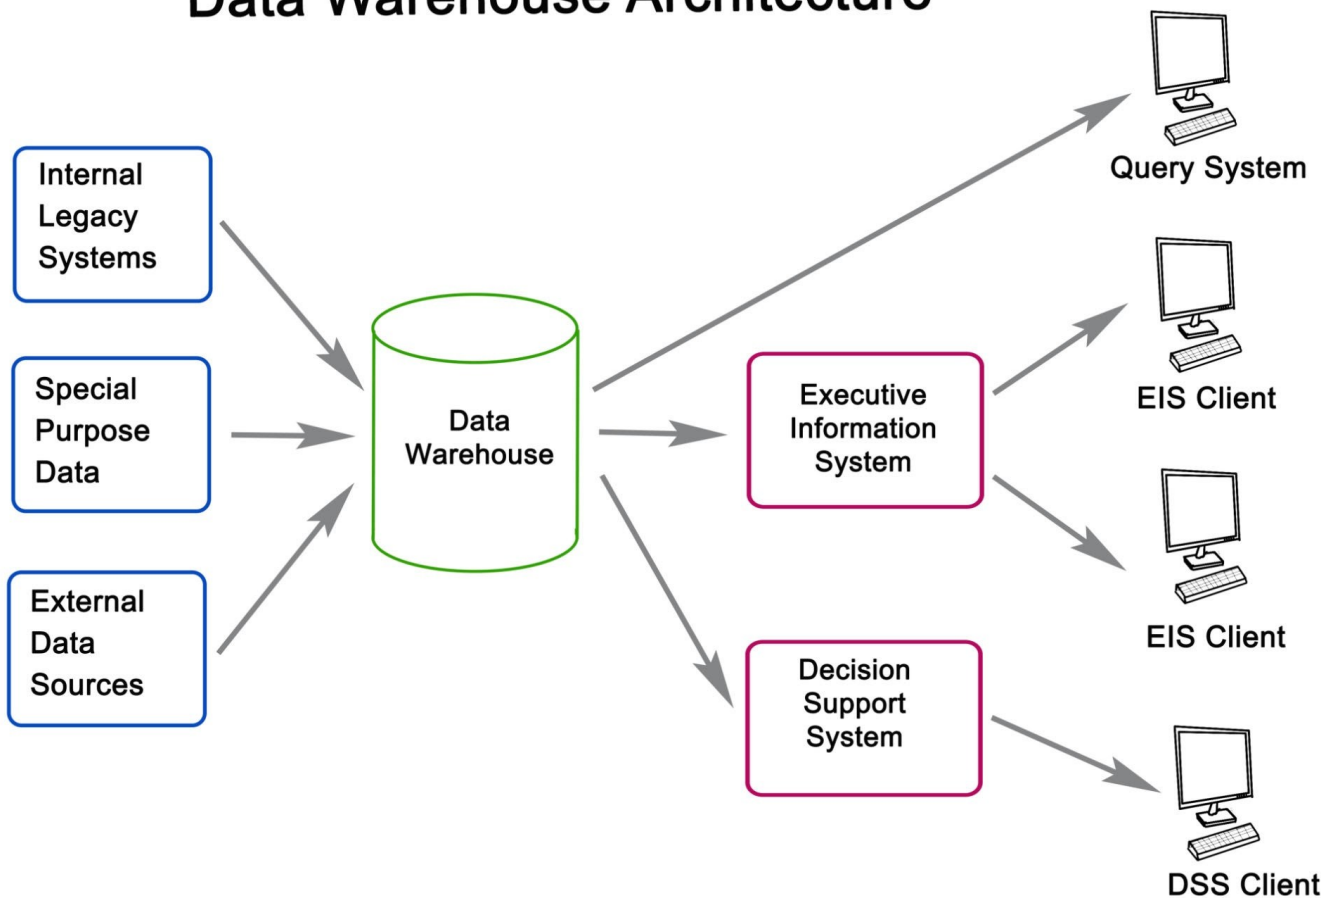 Data Warehouse Architecture
Internal
Legacy
Systems
Special
Purpose
Data
External
Data
Sources
Data
Warehouse
Executive
Information
System
Decision
Support
System
Query System
EIS Client
EIS Client
DSS Client